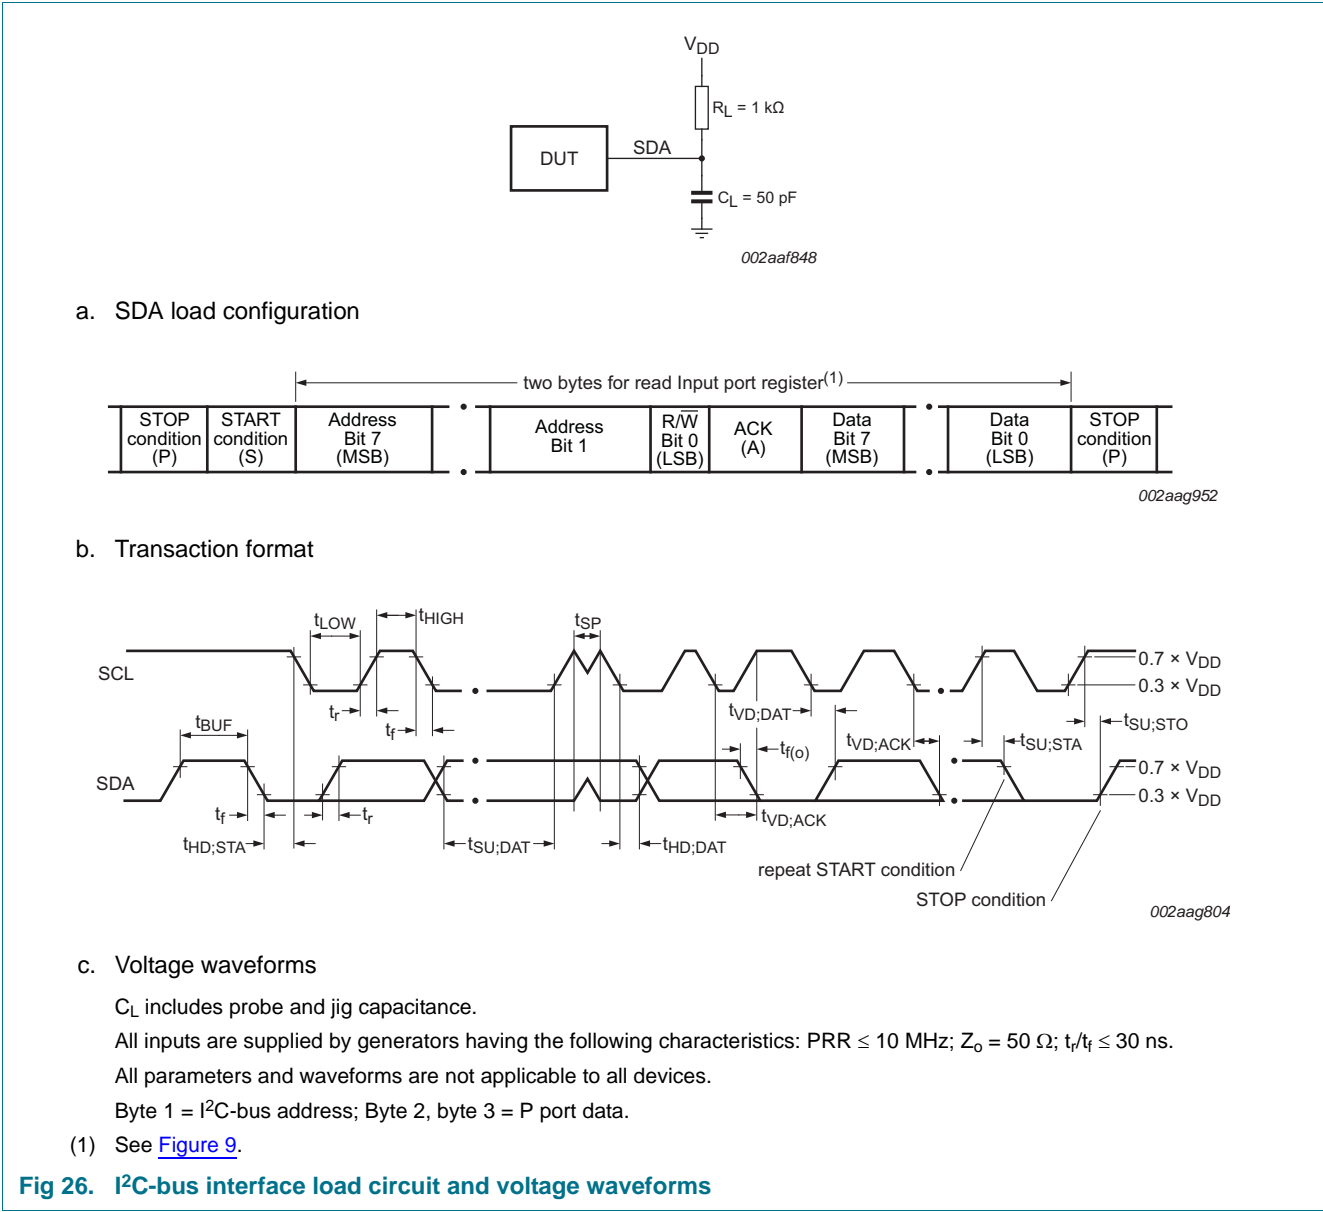 VDD
RL = 1 kΩ
DUT
SDA
CL = 50 pF
002aaf848
a. SDA load configuration
two bytes for read Input port register(1)
STOP condition (P)
START condition (S)
Address Bit 7 (MSB)
Address Bit 1
R/W̅ Bit 0 (LSB)
ACK (A)
Data Bit 7 (MSB)
Data Bit 0 (LSB)
STOP condition (P)
002aag952
b. Transaction format
tLOW
tHIGH
tSP
SCL
0.7 × VDD
0.3 × VDD
tr
tf
tBUF
tVD;DAT
tf(o)
tVD;ACK
tSU;STA
tSU;STO
SDA
0.7 × VDD
0.3 × VDD
tf
tr
tVD;ACK
tHD;STA
tSU;DAT
tHD;DAT
repeat START condition
STOP condition
002aag804
c. Voltage waveforms
CL includes probe and jig capacitance.
All inputs are supplied by generators having the following characteristics: PRR ≤ 10 MHz; Zo = 50 Ω; tr/tf ≤ 30 ns.
All parameters and waveforms are not applicable to all devices.
Byte 1 = I2C-bus address; Byte 2, byte 3 = P port data.
(1) See Figure 9.
Fig 26. I2C-bus interface load circuit and voltage waveforms